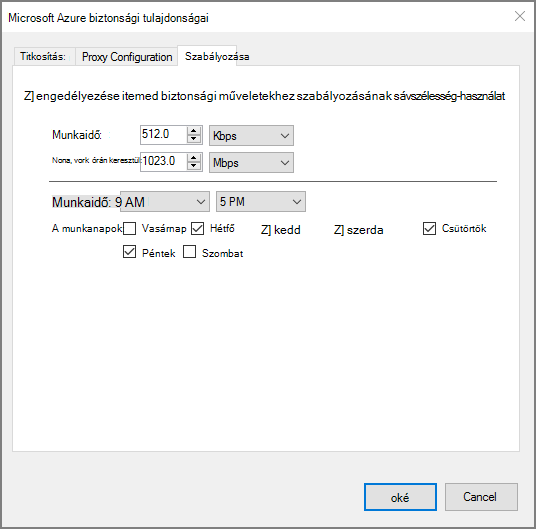 Microsoft Azure biztonsági tulajdonságai
Titkosítás: Proxy Configuration Szabályozása
Z] engedélyezése itemed biztonsági műveletekhez szabályozásának sávszélesség-használat
Munkaidő: 512.0 Kbps
Nona, vork órán keresztül: 1023.0 Mbps
Munkaidő: 9 AM 5 PM
A munkanapok: Vasárnap Hétfő Z] kedd Z] szerda Csütörtök
Péntek Szombat
oké Cancel